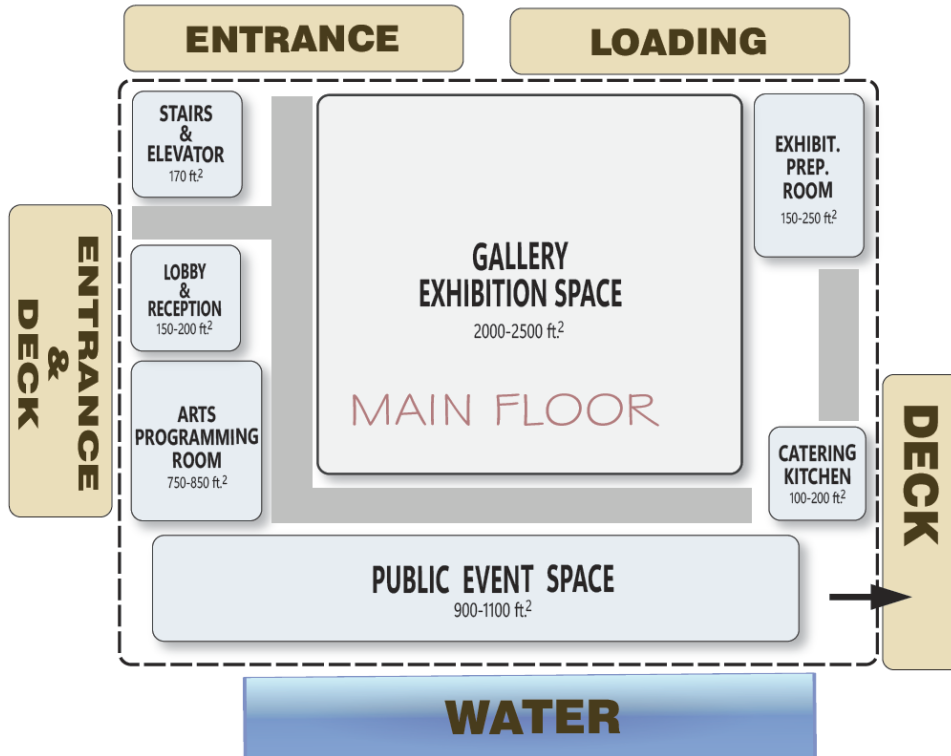 ENTRANCE
LOADING
STAIRS
&
ELEVATOR
170 ft.²
EXHIBIT.
PREP.
ROOM
150-250 ft.²
ENTRANCE
&
DECK
LOBBY
&
RECEPTION
150-200 ft.²
GALLERY
EXHIBITION SPACE
2000-2500 ft.²
MAIN FLOOR
ARTS
PROGRAMMING
ROOM
750-850 ft.²
CATERING
KITCHEN
100-200 ft.²
DECK
PUBLIC EVENT SPACE
900-1100 ft.²
WATER